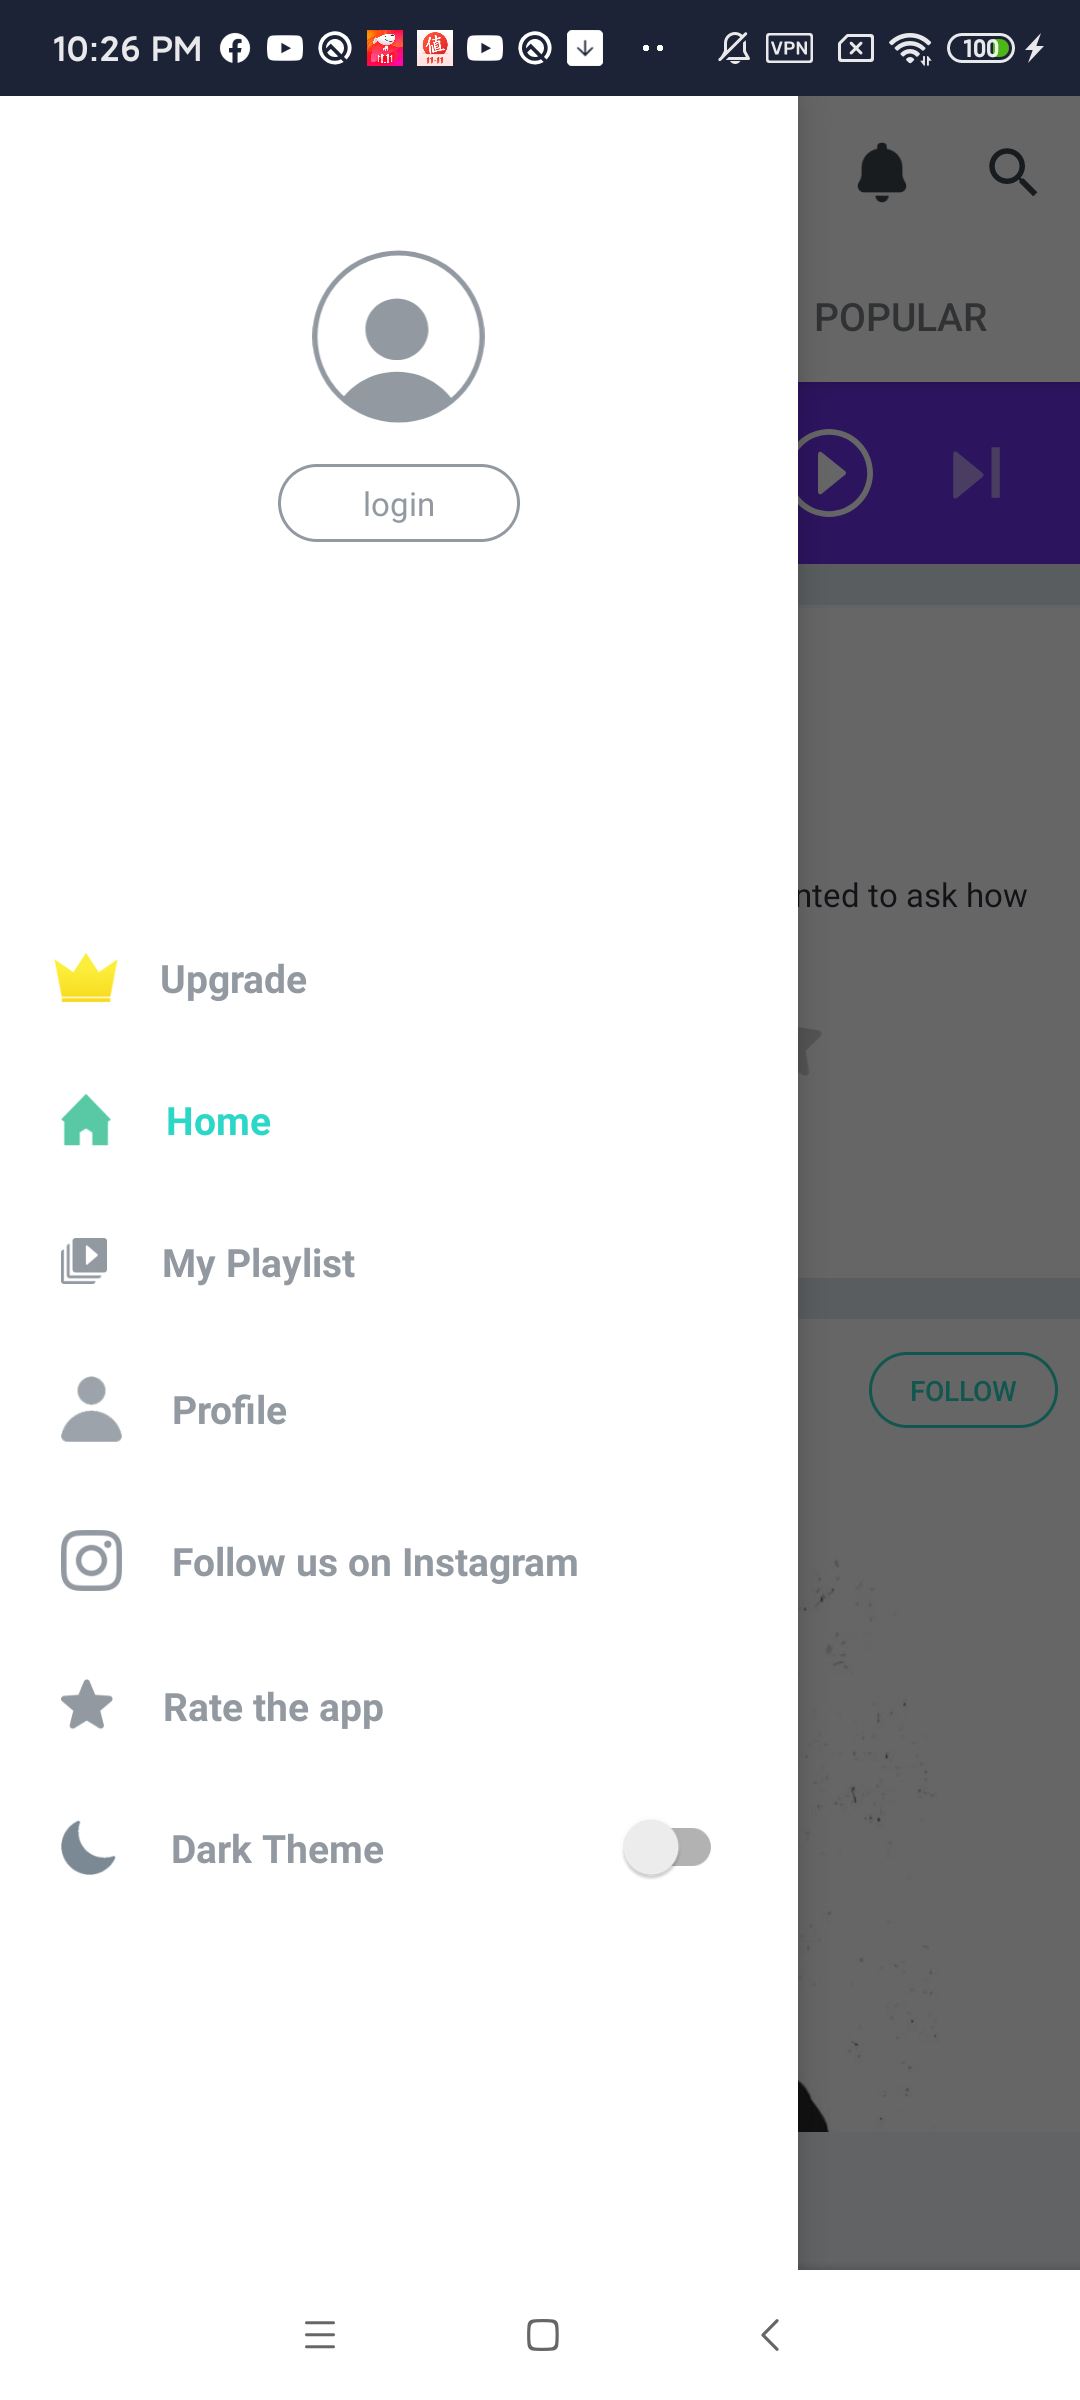 10:26 PM
VPN
100
POPULAR
login
nted to ask how
Upgrade
Home
My Playlist
Profile
FOLLOW
Follow us on Instagram
Rate the app
Dark Theme